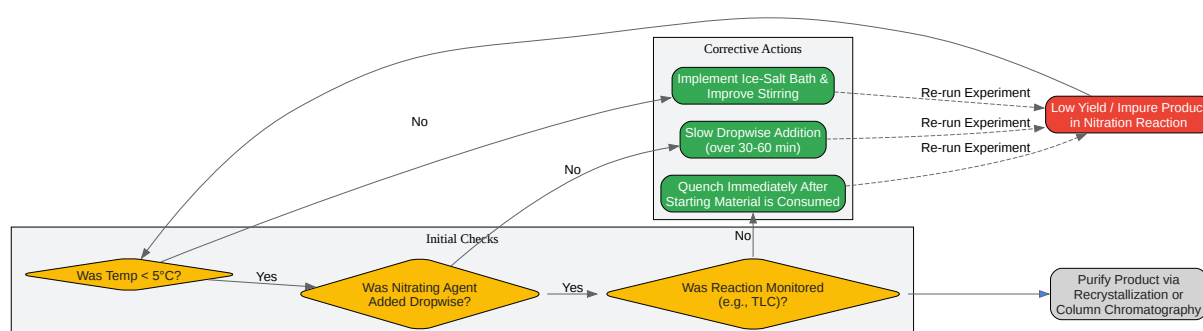 Corrective Actions
Implement Ice-Salt Bath &
Improve Stirring
Re-run Experiment
Low Yield / Impure Produc
in Nitration Reaction
No
Slow Dropwise Addition
(over 30-60 min)
Re-run Experiment
Re-run Experiment
No
Quench Immediately After
Starting Material is Consumed
No
Initial Checks
Was Temp < 5°C?
Yes
Was Nitrating Agent
Added Dropwise?
Yes
Was Reaction Monitored
(e.g., TLC)?
Purify Product via
Recrystallization or
Column Chromatography